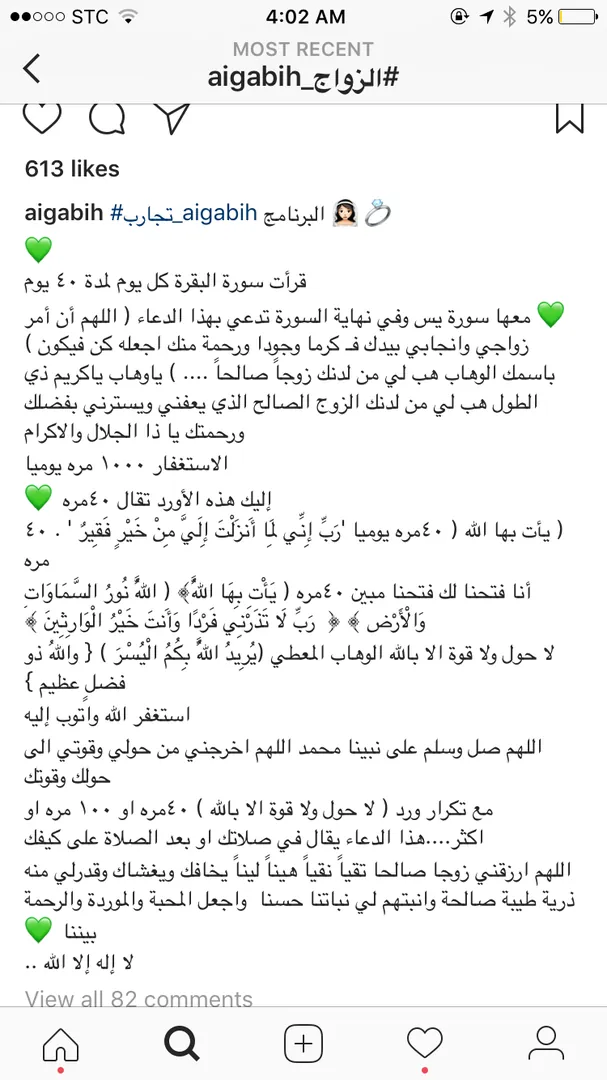 STC 4:02 AM 5%
MOST RECENT
#الزواج_aigabih
613 likes
aigabih #تجارب_aigabih البرنامج 👰💍
💚
قرأت سورة البقرة كل يوم لمدة ٤٠ يوم
💚 معها سورة يس وفي نهاية السورة تدعي بهذا الدعاء ( اللهم أن أمر
زواجي وانجابي بيدك فـ كرما وجودا ورحمة منك اجعله كن فيكون )
باسمك الوهاب هب لي من لدنك زوجاً صالحاً .... ) ياوهاب ياكريم ذي
الطول هب لي من لدنك الزوج الصالح الذي يعفني ويسترني بفضلك
ورحمتك يا ذا الجلال والاكرام
الاستغفار ١٠٠٠ مره يوميا
إليك هذه الأورد تقال ٤٠مره 💚
( يأت بها الله ( ٤٠مره يوميا 'رَبِّ إِنِّي لِمَا أَنزَلْتَ إِلَيَّ مِنْ خَيْرٍ فَقِيرٌ ' . ٤٠
مره
أنا فتحنا لك فتحنا مبين ٤٠مره ( يَأْتِ بِهَا اللَّهُ﴾ ( اللَّهُ نُورُ السَّمَاوَاتِ
وَالْأَرْضِ ﴾ ﴿ رَبِّ لَا تَذَرْنِي فَرْدًا وَأَنتَ خَيْرُ الْوَارِثِينَ ﴾
لا حول ولا قوة الا بالله الوهاب المعطي (يُرِيدُ اللَّهُ بِكُمُ الْيُسْرَ ) { واللهُ ذو
فضلٍ عظيم }
استغفر الله واتوب إليه
اللهم صل وسلم على نبينا محمد اللهم اخرجني من حولي وقوتي الى
حولك وقوتك
مع تكرار ورد ( لا حول ولا قوة الا بالله ) ٤٠مره او ١٠٠ مره او
اكثر....هذا الدعاء يقال في صلاتك او بعد الصلاة على كيفك
اللهم ارزقني زوجا صالحا تقياً نقياً هيناً ليناً يخافك ويغشاك وقدرلي منه
ذرية طيبة صالحة وانبتهم لي نباتنا حسنا واجعل المحبة والموردة والرحمة
بيننا 💚
لا إله إلا الله ..
View all 82 comments